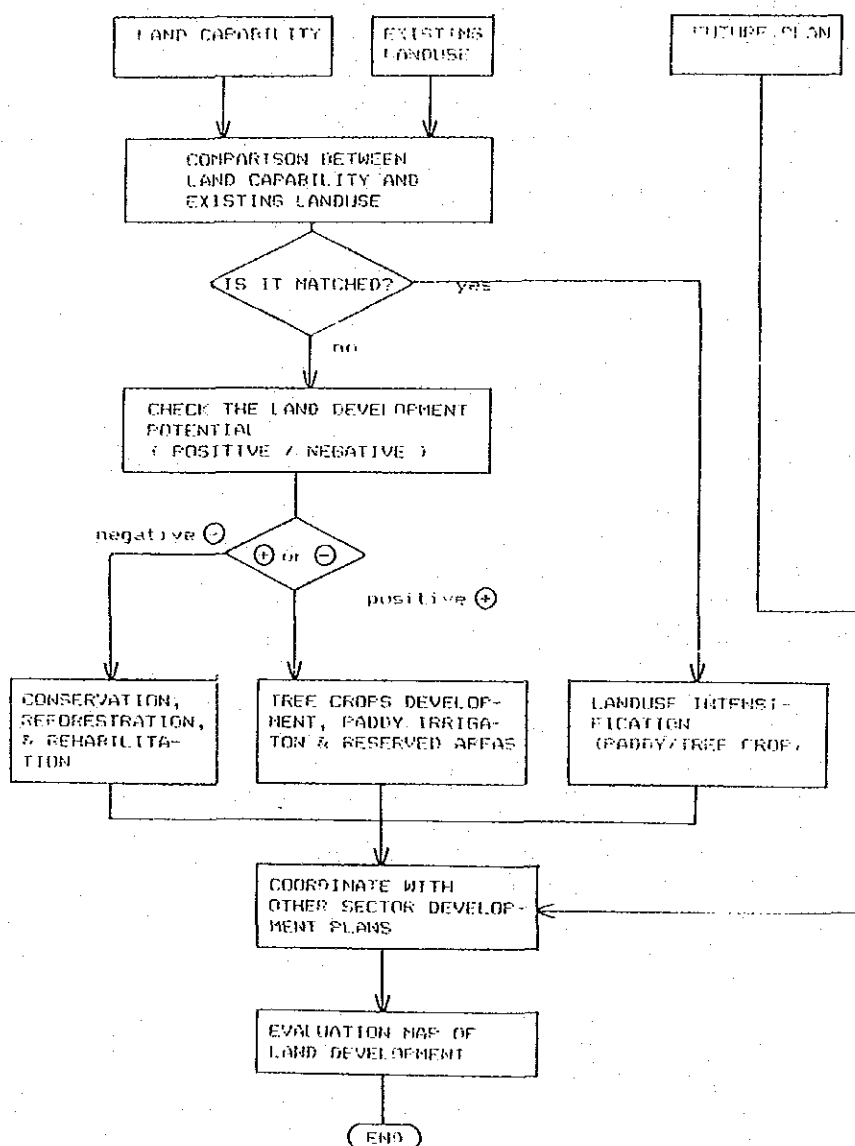 LAND CAPABILITY
EXISTING
LANDUSE
FUTURE PLAN
COMPARISON BETWEEN
LAND CAPABILITY AND
EXISTING LANDUSE
IS IT MATCHED?
yes
no
CHECK THE LAND DEVELOPMENT
POTENTIAL
( POSITIVE / NEGATIVE )
negative ⊖
⊕ or ⊖
positive ⊕
CONSERVATION,
REFORESTRATION,
& REHABILITA-
TION
TREE CROPS DEVELOP-
MENT, PADDY IRRIGA-
TON & RESERVED AREAS
LANDUSE INTENSI-
FICATION
(PADDY/TREE CROP)
COORDINATE WITH
OTHER SECTOR DEVELOP-
MENT PLANS
EVALUATION MAP OF
LAND DEVELOPMENT
END